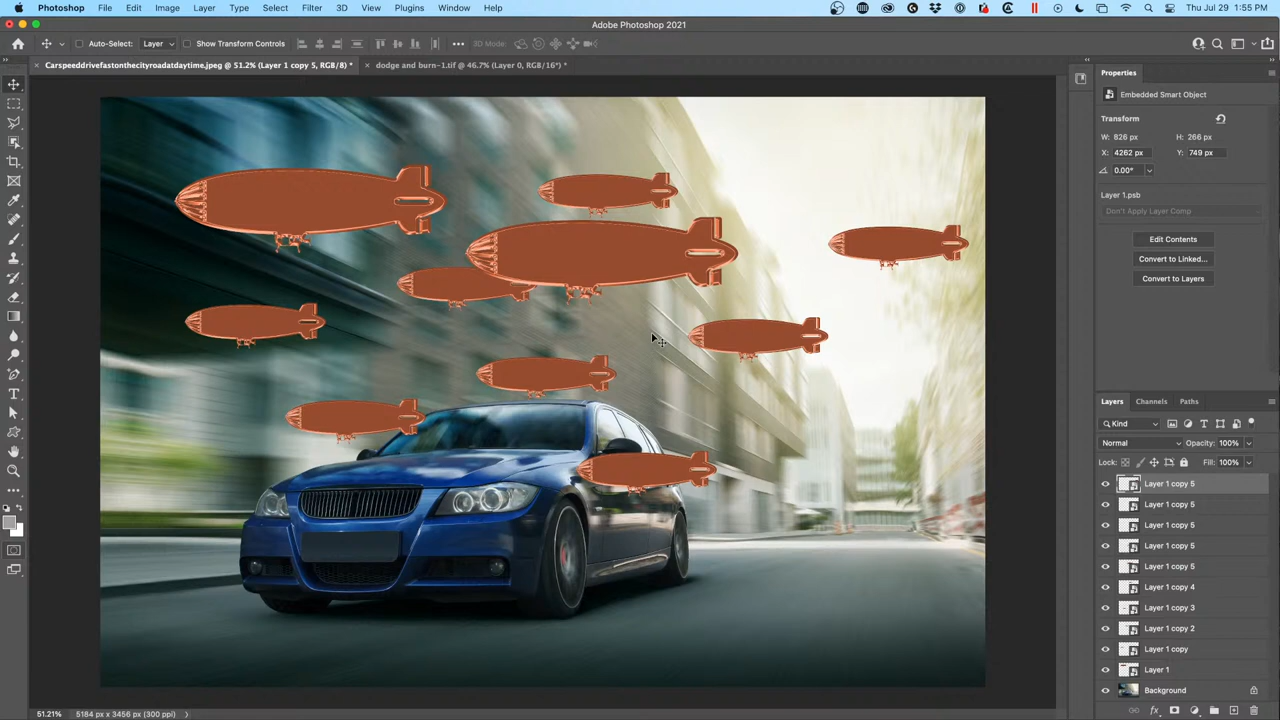 Photoshop File Edit Image Layer Type Select Filter 3D View Plugins Window Help Thu Jul 29 1:55 PM
Adobe Photoshop 2021
Auto-Select: Layer Show Transform Controls 3D Mode:
Carspeeddrivefastonthecityroadatdaytime.jpeg @ 51.2% (Layer 1 copy 5, RGB/8) * dodge and burn-1.tif @ 46.7% (Layer 0, RGB/16*) *
Properties
Embedded Smart Object
Transform
W: 826 px H: 266 px
X: 4262 px Y: 749 px
0.00°
Layer 1.psb
Don't Apply Layer Comp
Edit Contents
Convert to Linked...
Convert to Layers
Layers Channels Paths
Kind
Normal Opacity: 100%
Lock: Fill: 100%
Layer 1 copy 5
Layer 1 copy 5
Layer 1 copy 5
Layer 1 copy 5
Layer 1 copy 5
Layer 1 copy 4
Layer 1 copy 3
Layer 1 copy 2
Layer 1 copy
Layer 1
Background
51.21% 5184 px x 3456 px (300 ppi)